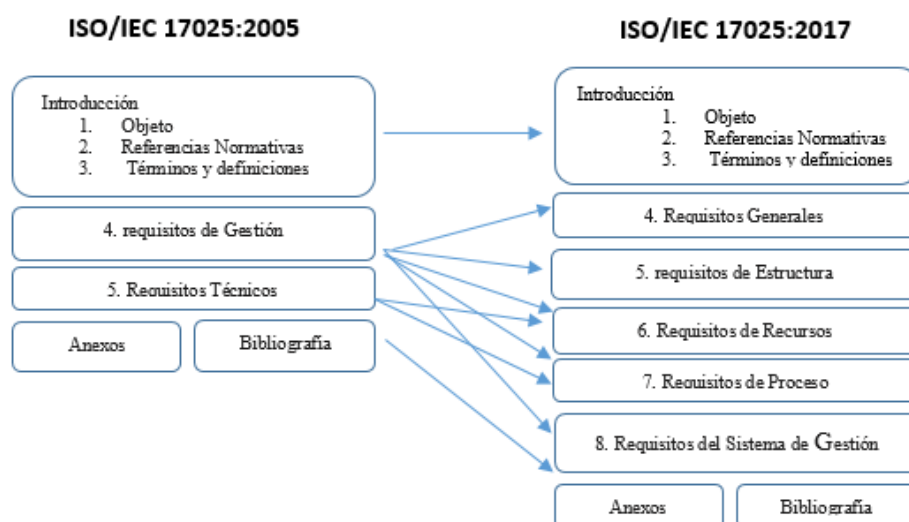 ISO/IEC 17025:2005
Introducción
1. Objeto
2. Referencias Normativas
3. Términos y definiciones
4. requisitos de Gestión
5. Requisitos Técnicos
Anexos
Bibliografía
ISO/IEC 17025:2017
Introducción
1. Objeto
2. Referencias Normativas
3. Términos y definiciones
4. Requisitos Generales
5. requisitos de Estructura
6. Requisitos de Recursos
7. Requisitos de Proceso
8. Requisitos del Sistema de Gestión
Anexos
Bibliografía